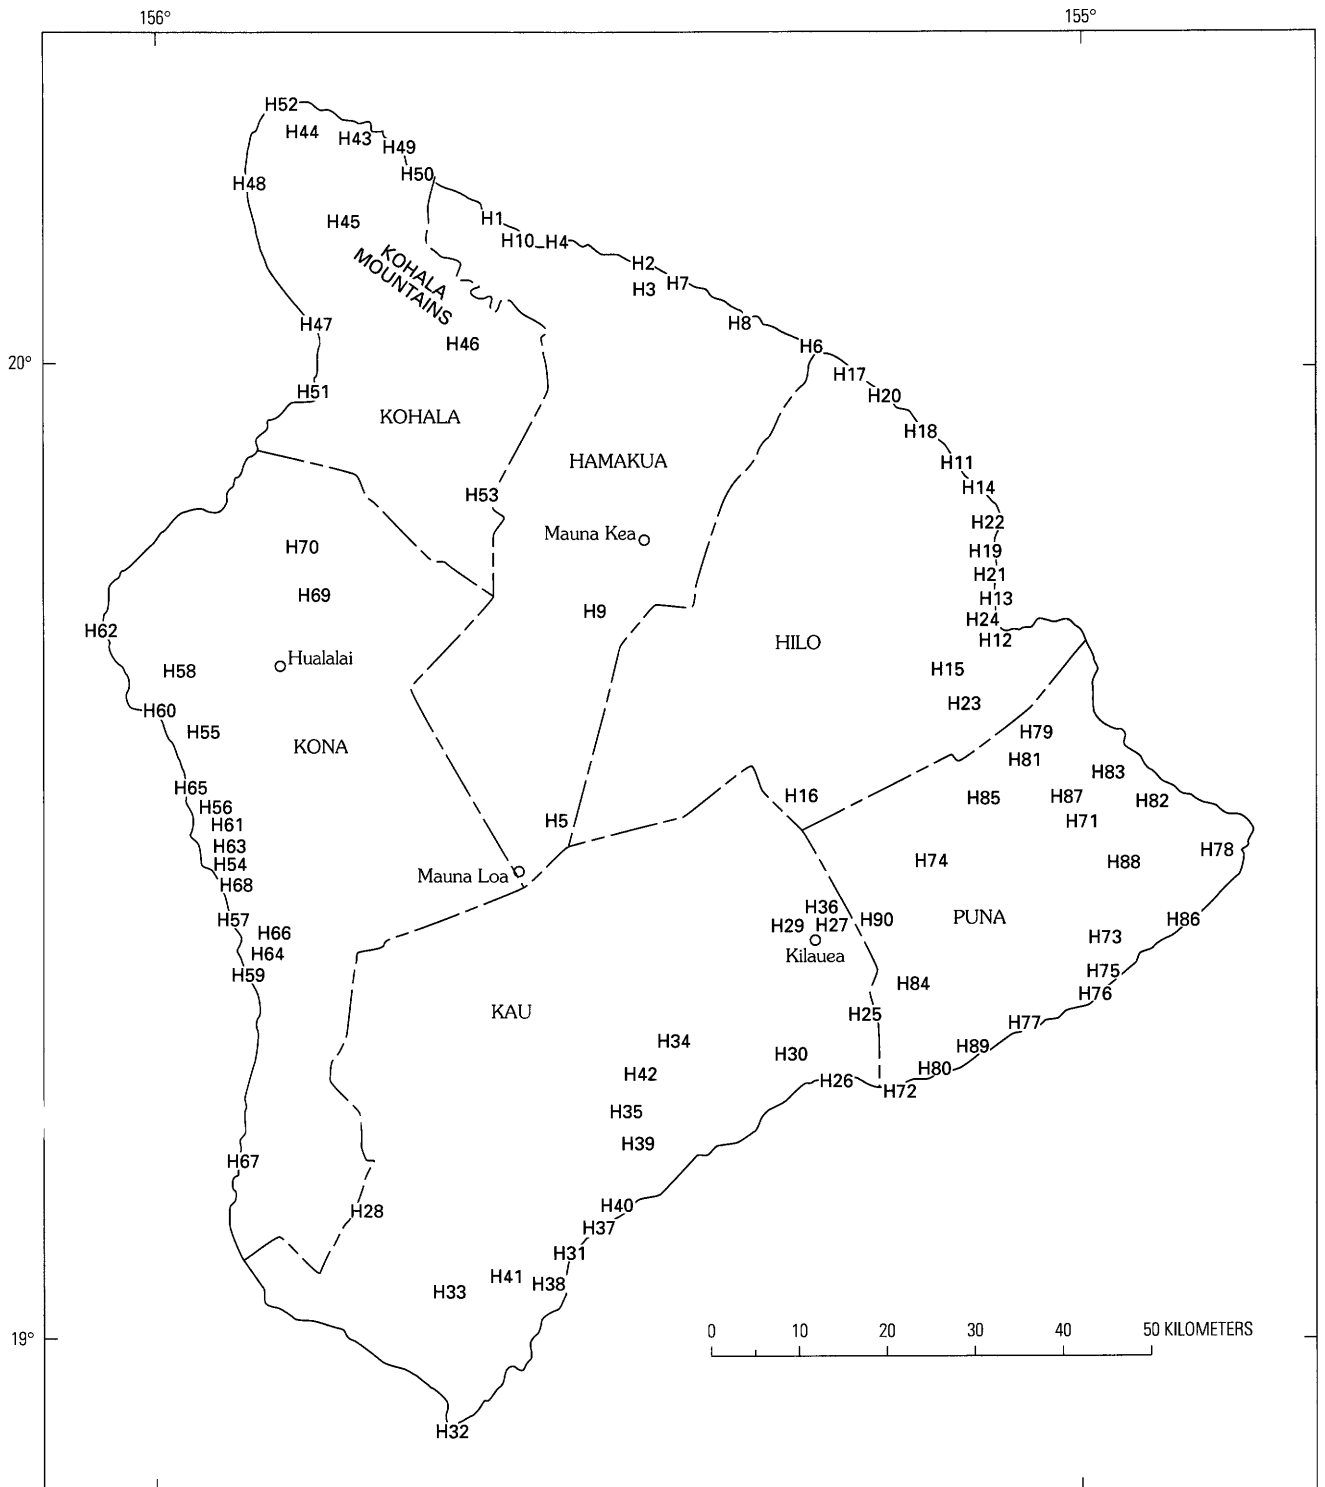 156° 155°
H52
H44 H43
H49
H50
H48
H45
H1
H10 H4
KOHALA
MOUNTAINS
H2
H3 H7
H47
H8
H46
H6
20°
H17
H51
H20
KOHALA
H18
HAMAKUA
H11
H14
H53
H22
Mauna Kea
H70
H19
H21
H69
H13
H9
H24
H62
H12
HILO
Hualalai
H58
H15
H60
H23
H55
H79
KONA
H81
H83
H65
H16
H85 H87
H82
H56
H61
H5
H71
H63
H78
H54
H74
H88
Mauna Loa
H68
H36
H57
H29 H27
H90
PUNA
H86
H66
H73
H64
Kilauea
H59
H75
H84
H76
KAU
H25
H77
H34
H89
H30
H42
H80
H26
H72
H35
H39
H67
H40
H28
H37
H31
H41
H38
H33
19°
0 10 20 30 40 50 KILOMETERS
H32